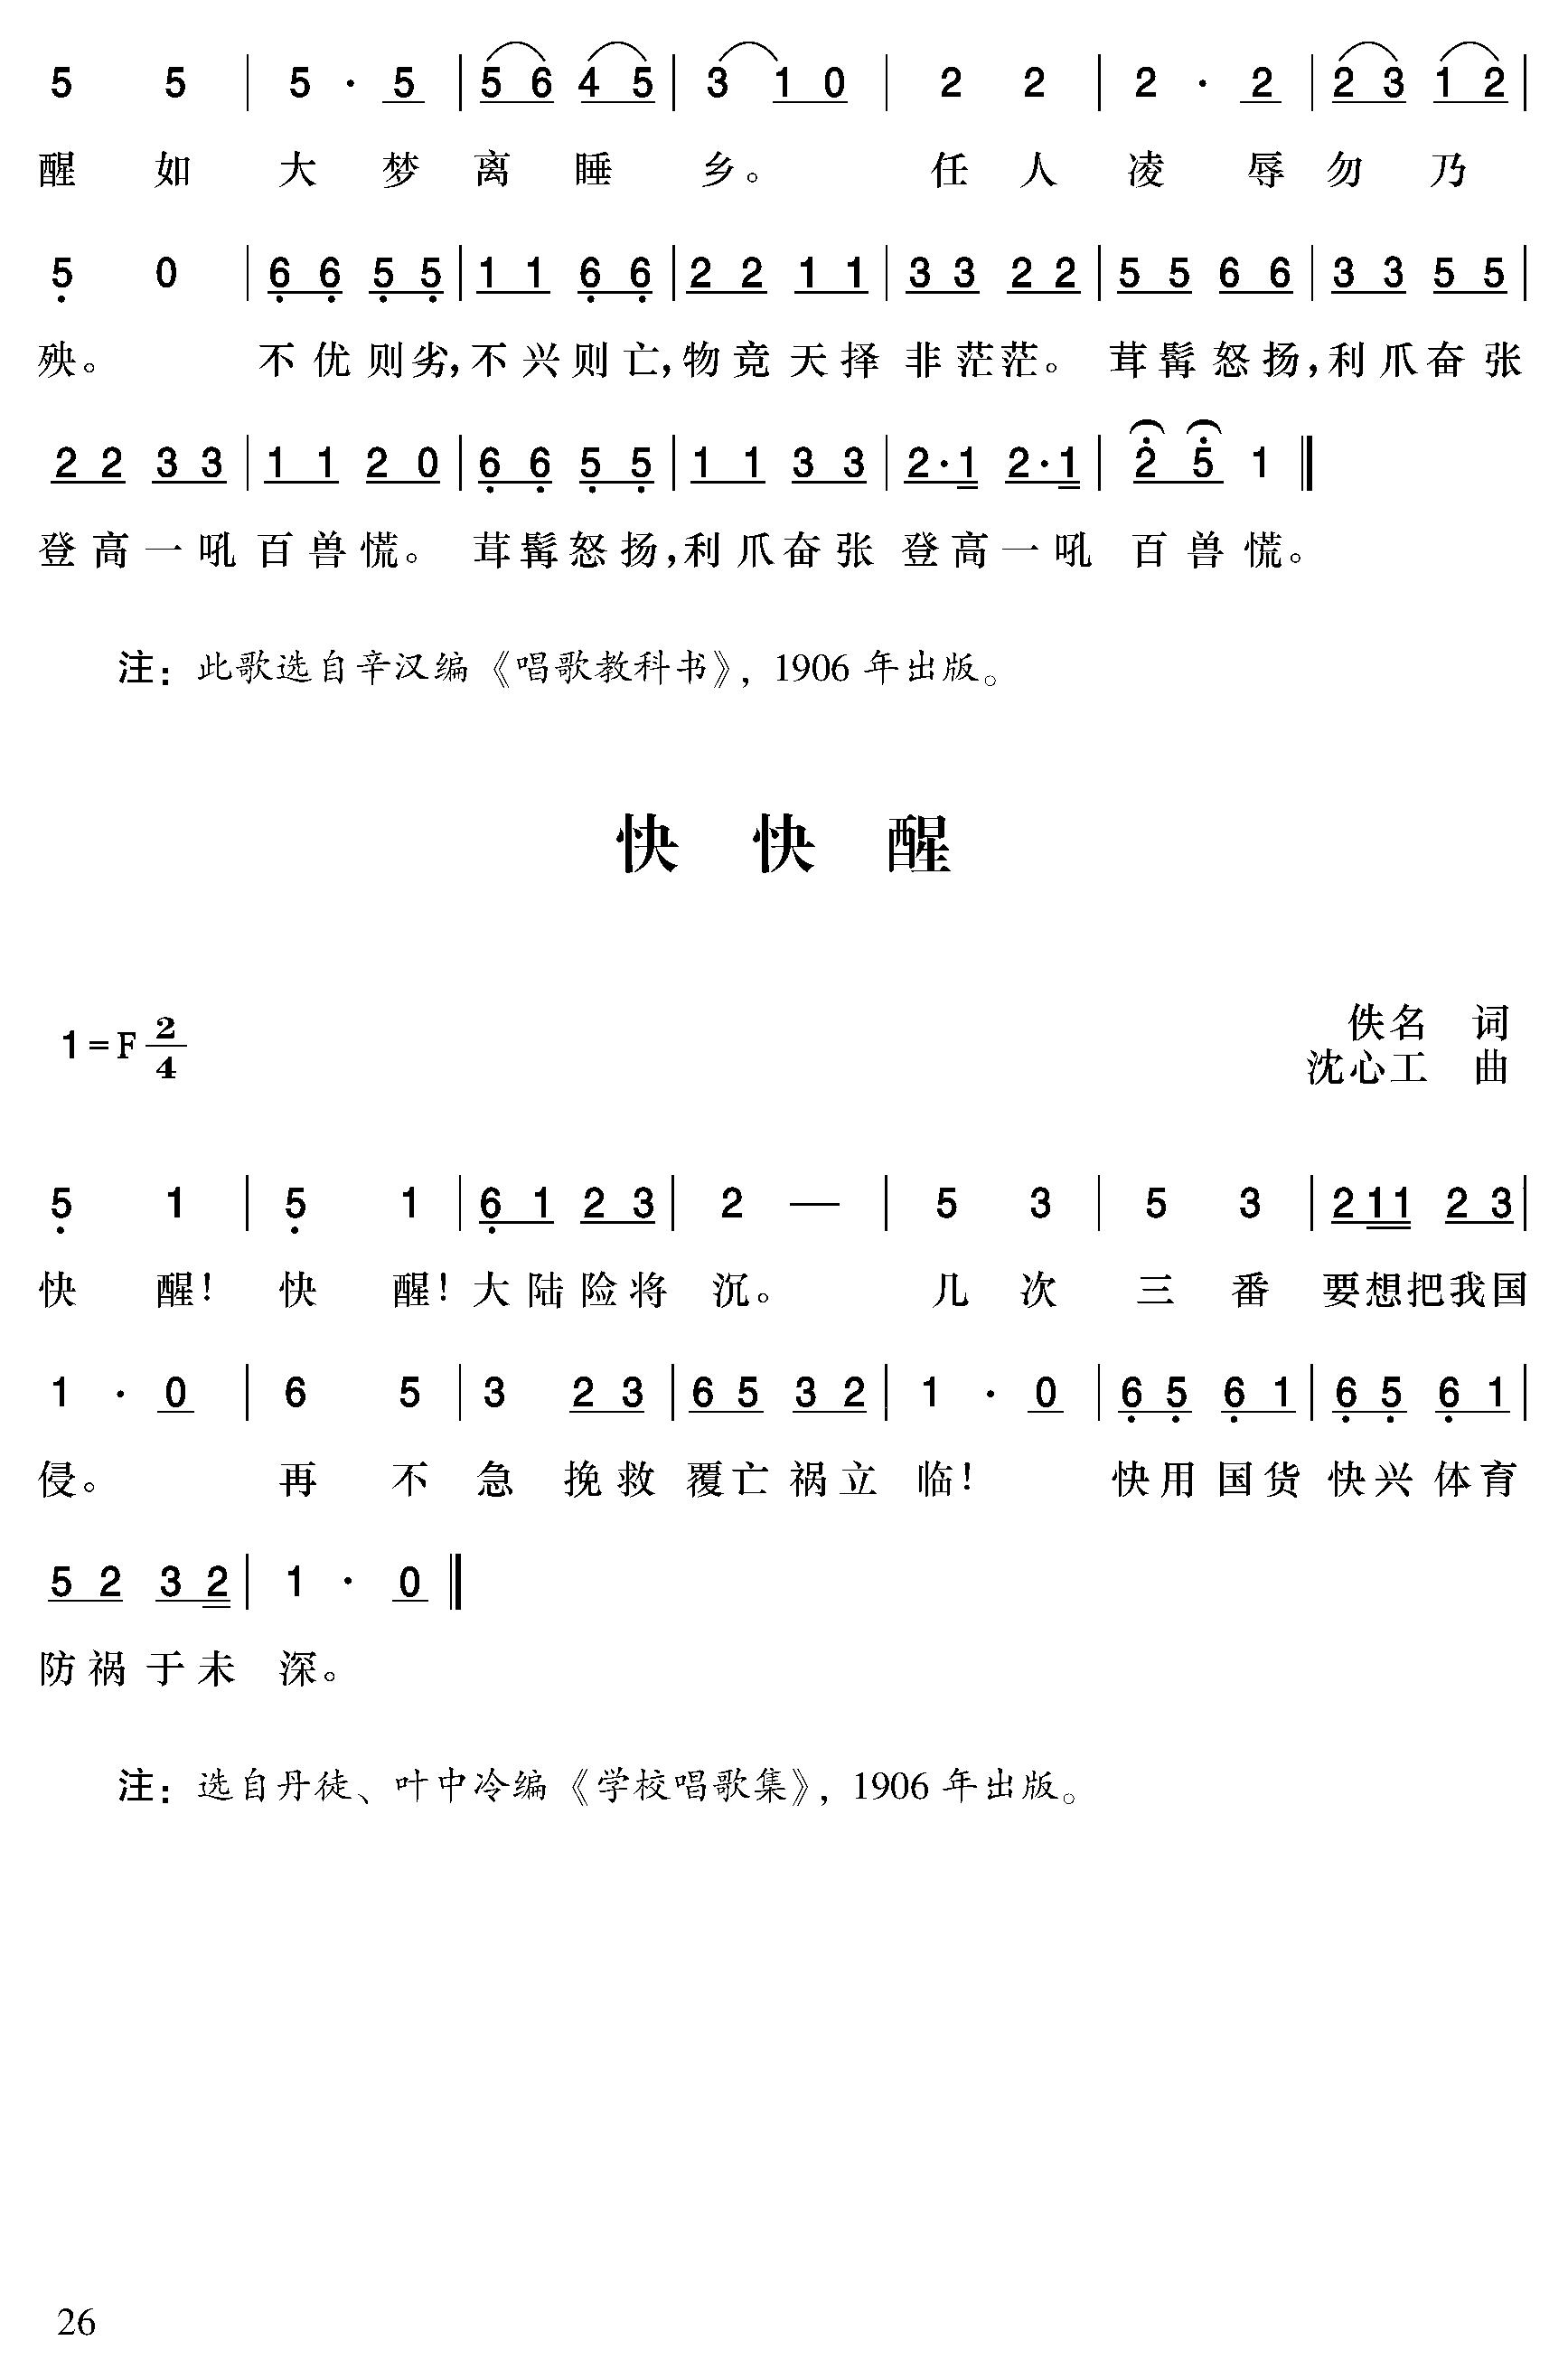 5 5 | 5 · 5 | 5 6 4 5 | 3 1 0 | 2 2 | 2 · 2 | 2 3 1 2 |
醒 如 大 梦 离 睡 乡。 任 人 凌 辱 勿 乃
5 0 | 6 6 5 5 | 1 1 6 6 | 2 2 1 1 | 3 3 2 2 | 5 5 6 6 | 3 3 5 5 |
殃。 不优则劣,不兴则亡,物竞天择 非茫茫。 茸髯怒扬,利爪奋张
2 2 3 3 | 1 1 2 0 | 6 6 5 5 | 1 1 3 3 | 2·1 2·1 | 2 5 1 ‖
登高一吼百兽慌。 茸髯怒扬,利爪奋张 登高一吼 百兽慌。
注：此歌选自辛汉编《唱歌教科书》, 1906 年出版。
快 快 醒
1=F 2/4
佚名 词
沈心工 曲
5 1 | 5 1 | 6 1 2 3 | 2 — | 5 3 | 5 3 | 2 1 1 2 3 |
快 醒! 快 醒! 大陆险将 沉。 几 次 三 番 要想把我国
1 · 0 | 6 5 | 3 2 3 | 6 5 3 2 | 1 · 0 | 6 5 6 1 | 6 5 6 1 |
侵。 再 不 急 挽救 覆亡祸立 临! 快用国货 快兴体育
5 2 3 2 | 1 · 0 ‖
防祸于未 深。
注：选自丹徒、叶中冷编《学校唱歌集》, 1906 年出版。
26